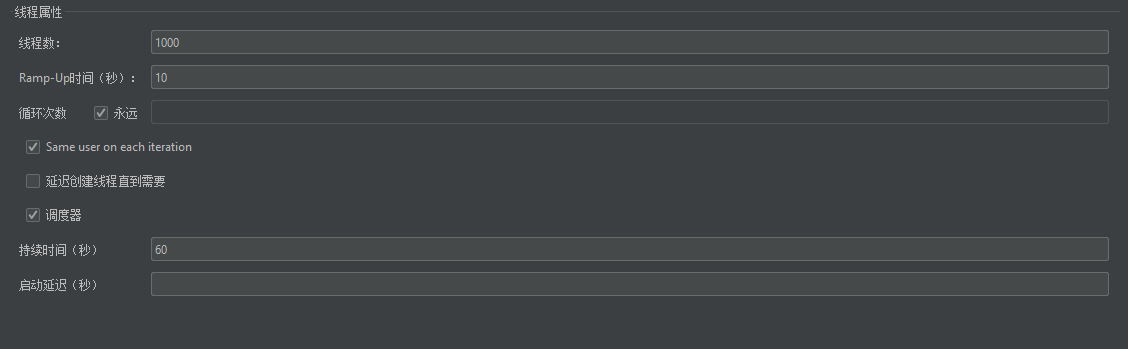 线程属性
线程数：
1000
Ramp-Up时间（秒）：
10
循环次数 永远
Same user on each iteration
延迟创建线程直到需要
调度器
持续时间（秒）
60
启动延迟（秒）